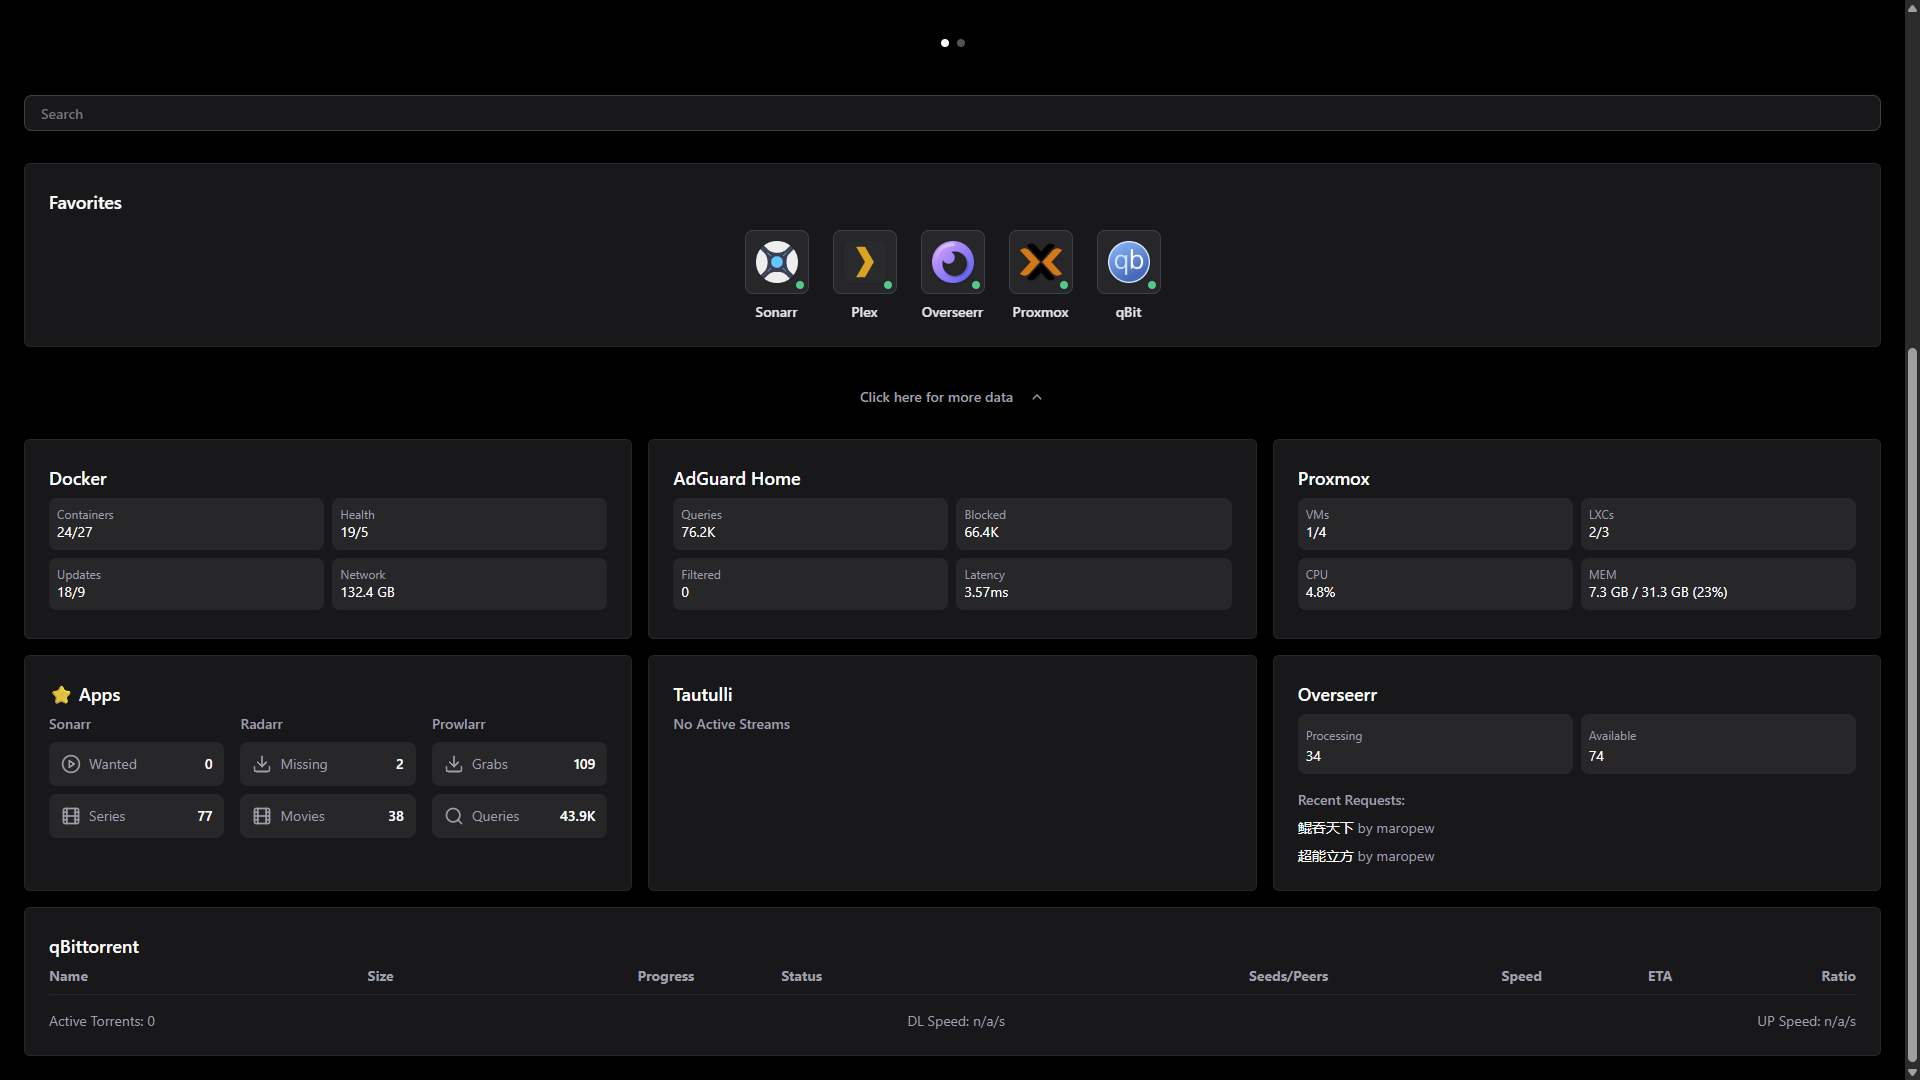 Search
Favorites
qb
Sonarr
Plex
Overseerr
Proxmox
qBit
Click here for more data
Docker
Containers
24/27
Health
19/5
Updates
18/9
Network
132.4 GB
AdGuard Home
Queries
76.2K
Blocked
66.4K
Filtered
0
Latency
3.57ms
Proxmox
VMs
1/4
LXCs
2/3
CPU
4.8%
MEM
7.3 GB / 31.3 GB (23%)
Apps
Sonarr
Wanted 0
Series 77
Radarr
Missing 2
Movies 38
Prowlarr
Grabs 109
Queries 43.9K
Tautulli
No Active Streams
Overseerr
Processing
34
Available
74
Recent Requests:
鲲吞天下 by maropew
超能立方 by maropew
qBittorrent
Name Size Progress Status Seeds/Peers Speed ETA Ratio
Active Torrents: 0 DL Speed: n/a/s UP Speed: n/a/s